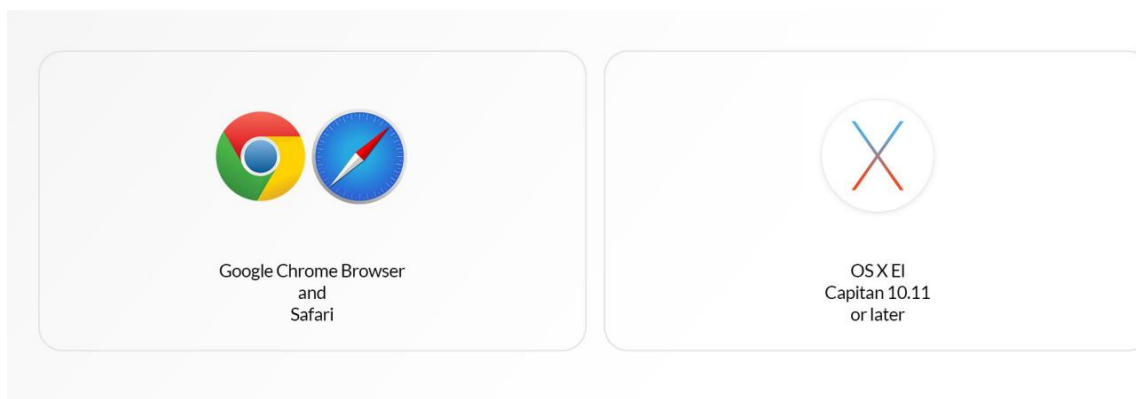 Google Chrome Browser
and
Safari
OS X El
Capitan 10.11
or later